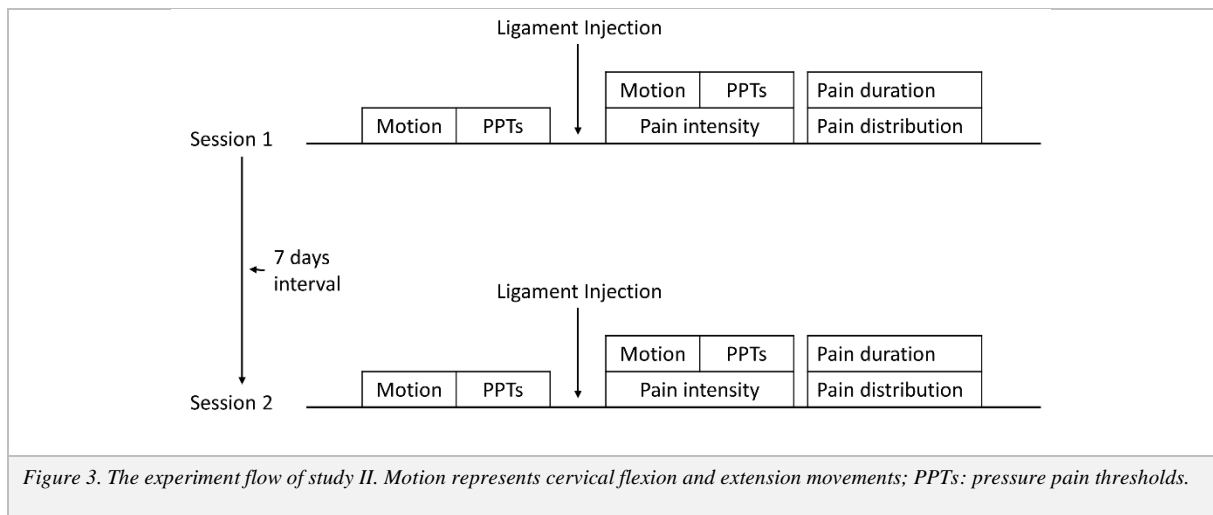 Ligament Injection
Motion PPTs Pain duration
Motion PPTs Pain intensity Pain distribution
Session 1
7 days
interval
Ligament Injection
Motion PPTs Pain duration
Motion PPTs Pain intensity Pain distribution
Session 2
Figure 3. The experiment flow of study II. Motion represents cervical flexion and extension movements; PPTs: pressure pain thresholds.